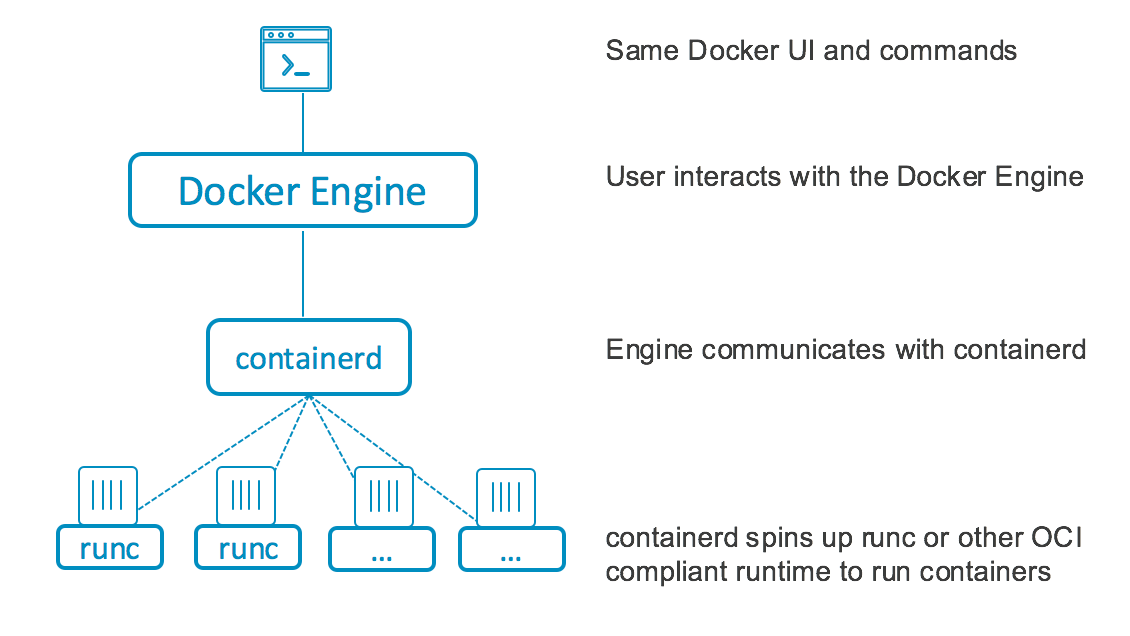 Same Docker UI and commands
Docker Engine
User interacts with the Docker Engine
containerd
Engine communicates with containerd
runc
runc
...
...
containerd spins up runc or other OCI
compliant runtime to run containers